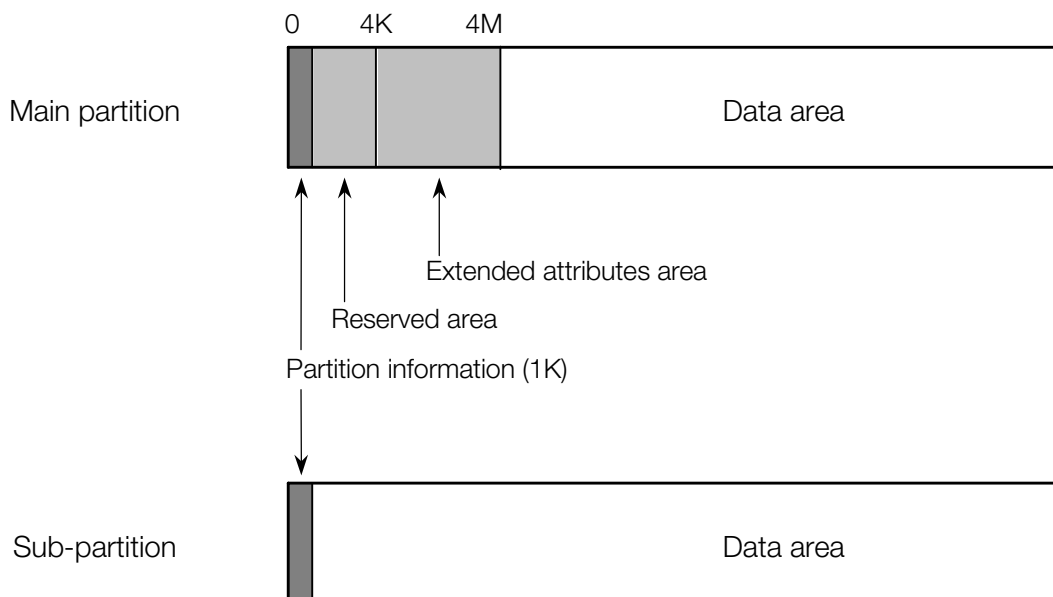 0 4K 4M
Main partition Data area
Extended attributes area
Reserved area
Partition information (1K)
Sub-partition Data area